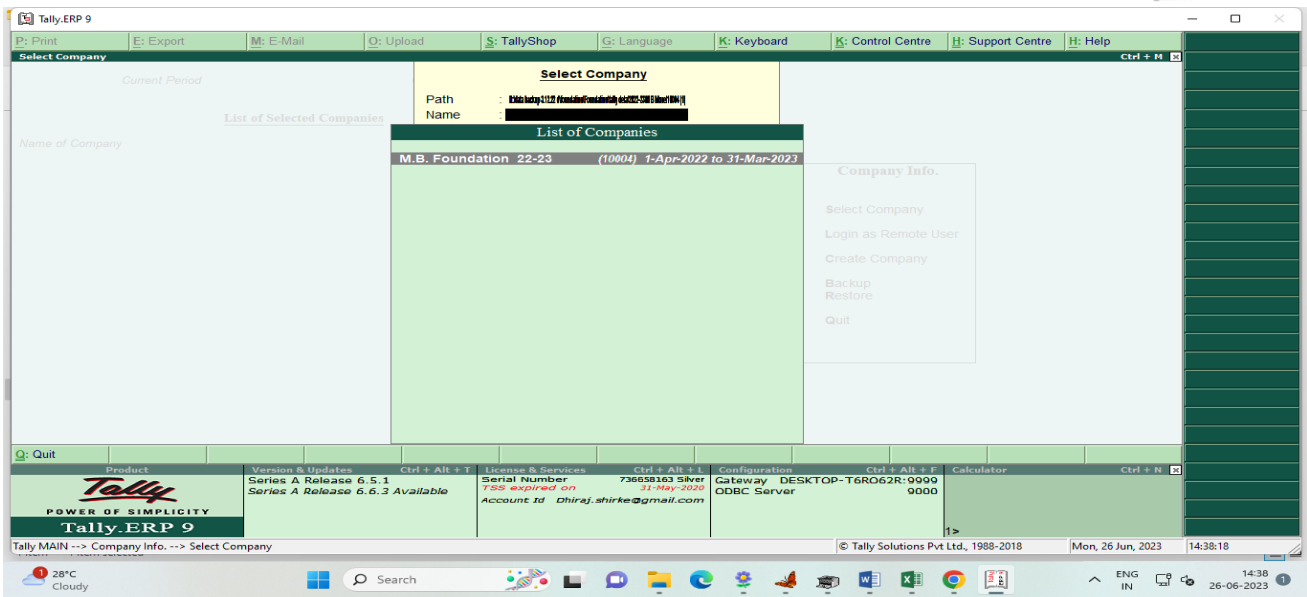 Tally.ERP 9
P: Print E: Export M: E-Mail O: Upload S: TallyShop G: Language K: Keyboard K: Control Centre H: Support Centre H: Help
Select Company Ctrl + M
Select Company
Current Period
Path :
Name :
List of Selected Companies
List of Companies
Name of Company
M.B. Foundation 22-23 (10004) 1-Apr-2022 to 31-Mar-2023
Company Info.
Select Company
Login as Remote User
Create Company
Backup
Restore
Quit
Q: Quit
Product Version & Updates Ctrl + Alt + T License & Services Ctrl + Alt + L Configuration Ctrl + Alt + F Calculator Ctrl + N
Tally
POWER OF SIMPLICITY
Tally.ERP 9
Series A Release 6.5.1
Series A Release 6.6.3 Available
Serial Number 736658163 Silver
TSS expired on 31-May-2020
Account Id Dhiraj.shirke@gmail.com
Gateway DESKTOP-T6RO62R:9999
ODBC Server 9000
1>
Tally MAIN --> Company Info. --> Select Company © Tally Solutions Pvt Ltd., 1988-2018 Mon, 26 Jun, 2023 14:38:18
1
28°C
Cloudy
Search
ENG
IN
14:38
26-06-2023
1